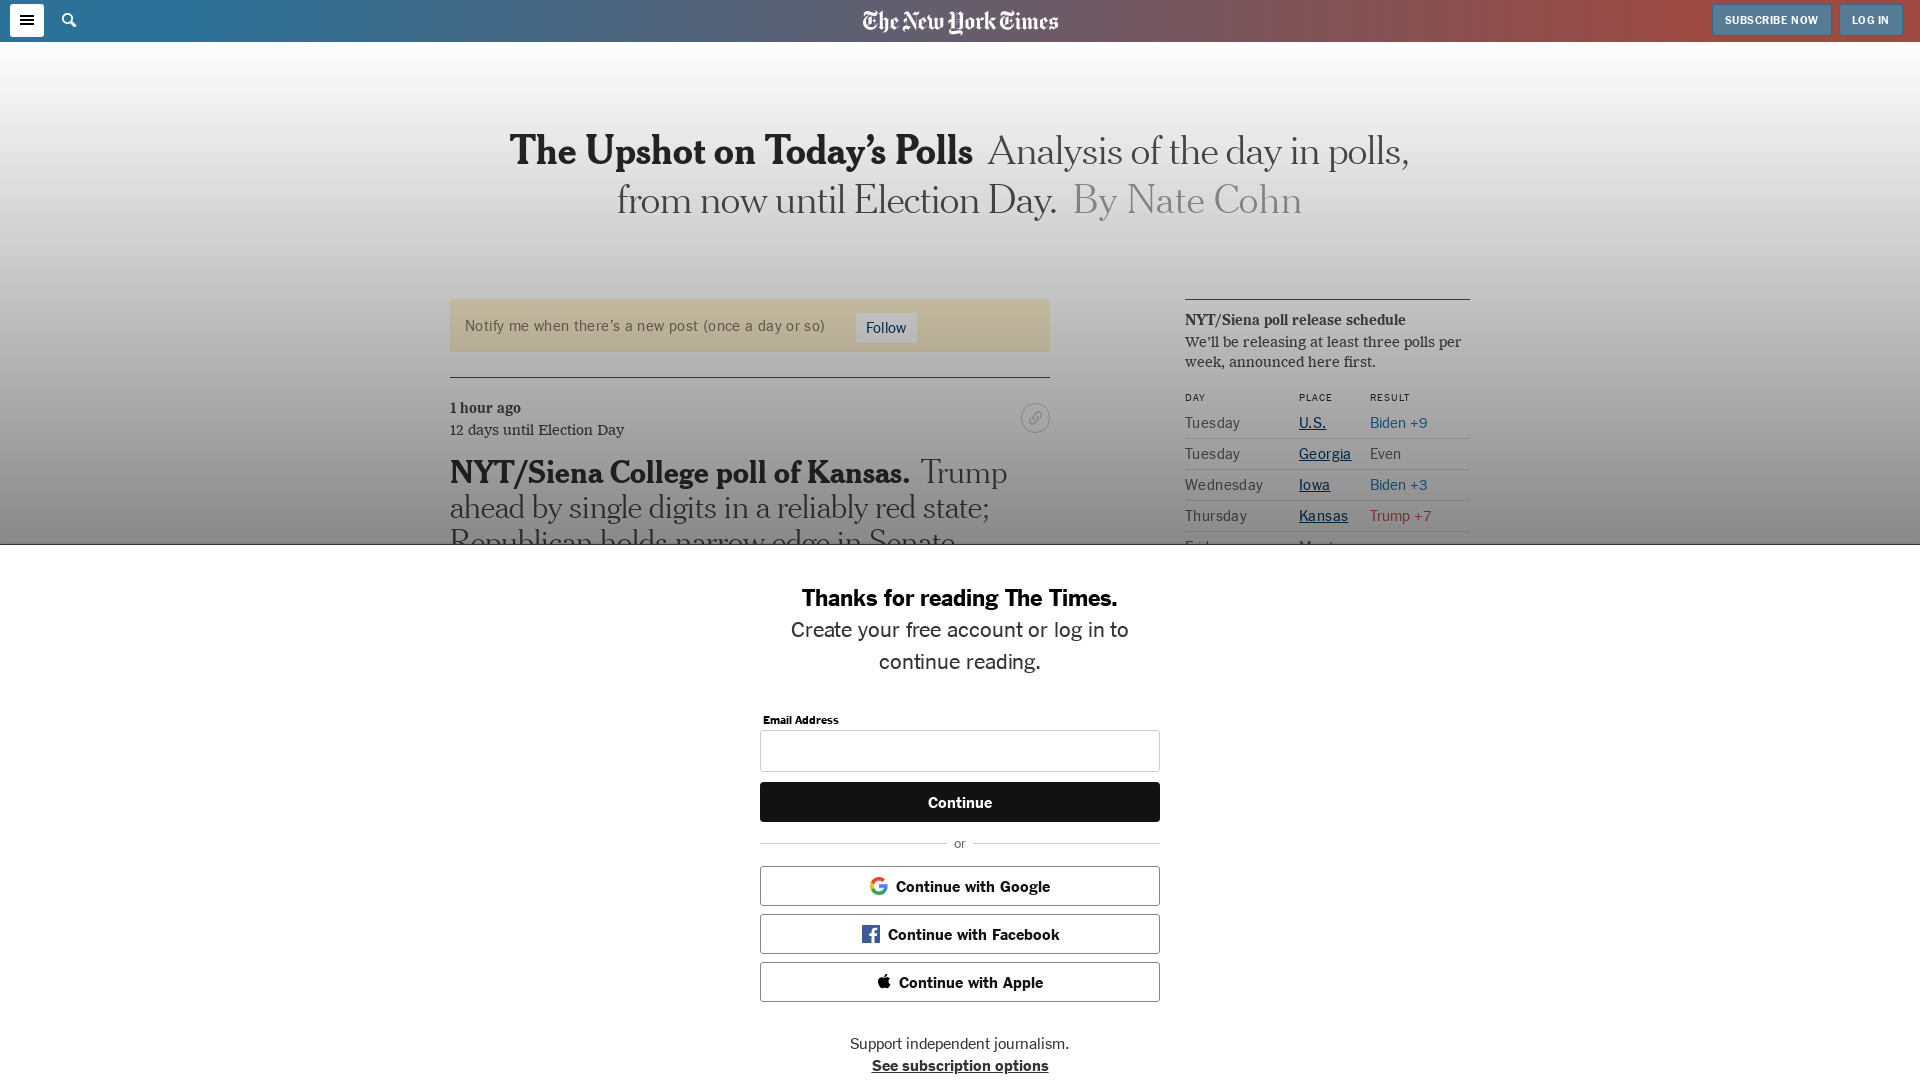 The New York Times
SUBSCRIBE NOW
LOG IN
The Upshot on Today’s Polls Analysis of the day in polls,
from now until Election Day. By Nate Cohn
Notify me when there’s a new post (once a day or so)
Follow
1 hour ago
12 days until Election Day
NYT/Siena College poll of Kansas. Trump
ahead by single digits in a reliably red state;
Republican holds narrow edge in Senate
NYT/Siena poll release schedule
We’ll be releasing at least three polls per
week, announced here first.
DAY PLACE RESULT
Tuesday U.S. Biden +9
Tuesday Georgia Even
Wednesday Iowa Biden +3
Thursday Kansas Trump +7
Thanks for reading The Times.
Create your free account or log in to
continue reading.
Email Address
Continue
or
Continue with Google
Continue with Facebook
Continue with Apple
Support independent journalism.
See subscription options